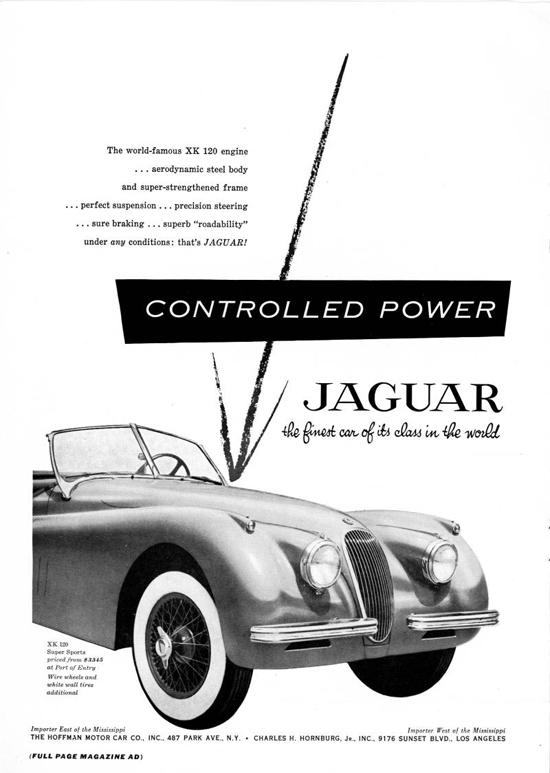 The world-famous XK 120 engine
... aerodynamic steel body
and super-strengthened frame
... perfect suspension ... precision steering
... sure braking ... superb "roadability"
under any conditions: that's JAGUAR!
CONTROLLED POWER
JAGUAR
the finest car of its class in the world
XK 120
Super Sports
priced from $3345
at Port of Entry
Wire wheels and
white wall tires
additional
Importer East of the Mississippi
Importer West of the Mississippi
THE HOFFMAN MOTOR CAR CO., INC., 487 PARK AVE., N.Y. • CHARLES H. HORNBURG, JR., INC., 9176 SUNSET BLVD., LOS ANGELES
(FULL PAGE MAGAZINE AD)